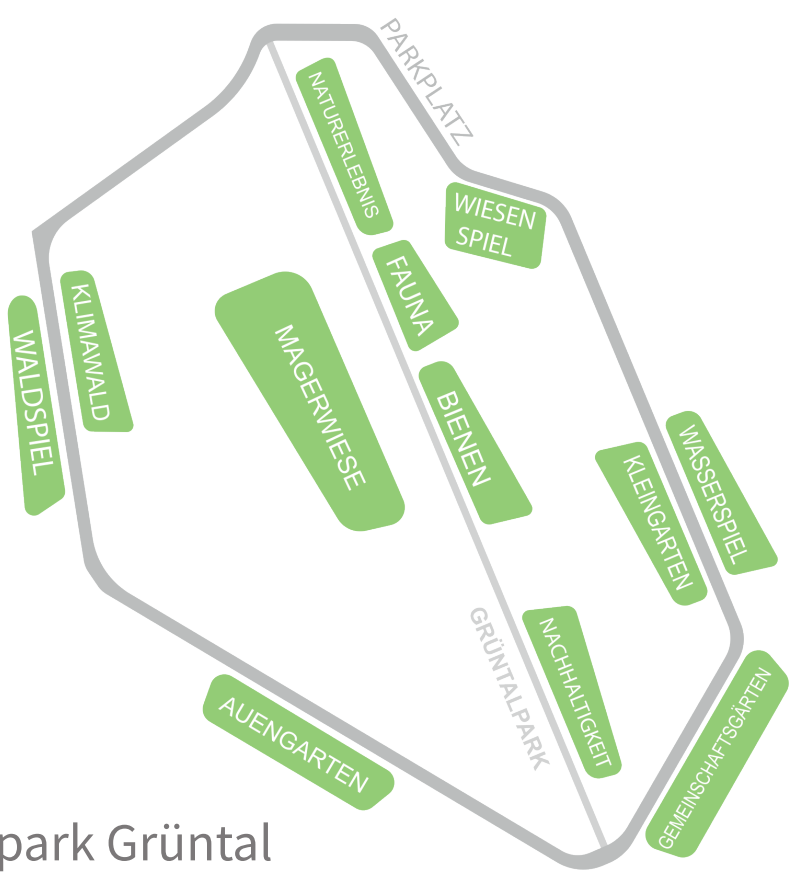 PARKPLATZ
NATURERLEBNIS
WIESEN
SPIEL
FAUNA
KLIMAWALD
WALDSPIEL
MAGERWIESE
BIENEN
WASSERSPIEL
KLEINGARTEN
GRÜNTALPARK
NACHHALTIGKEIT
GEMEINSCHAFTSGÄRTEN
AUENGARTEN
park Grüntal